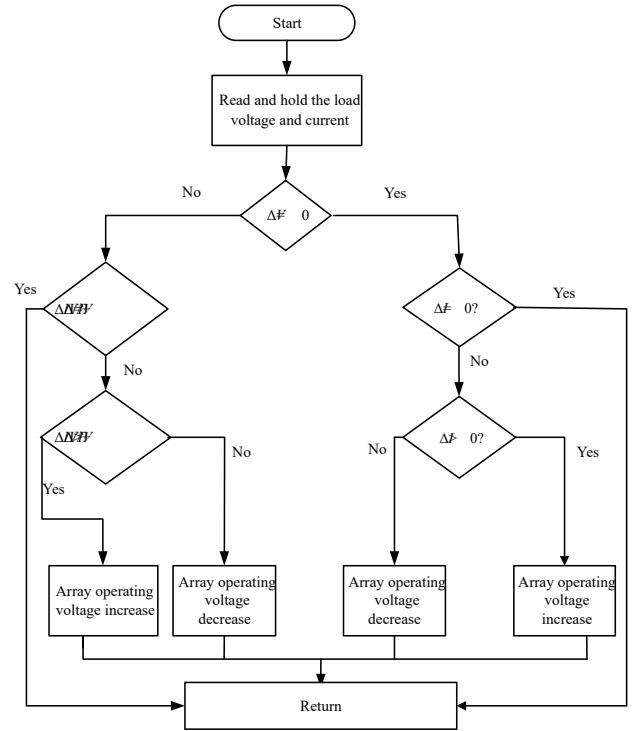 Start
Read and hold the load
voltage and current
No
Yes
0
Yes
ΔI= 0?
Yes
No
No
ΔI> 0?
No
No
Yes
Yes
Array operating
voltage increase
Array operating
voltage
decrease
Array operating
voltage
decrease
Array operating
voltage
increase
Return